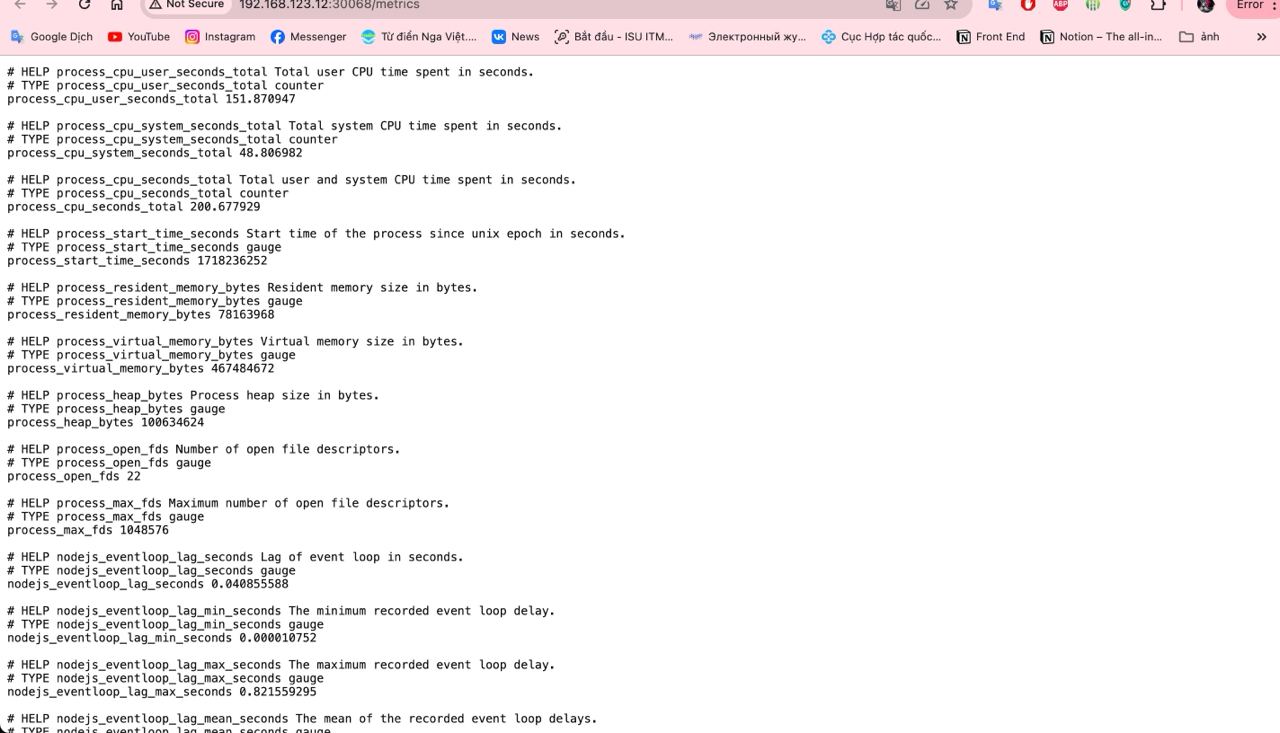 Not Secure 192.168.123.12:30068/metrics
ABP
Error
Google Dịch YouTube Instagram Messenger Từ điển Nga Việt.... VK News Bắt đầu - ISU ITM... Электронный жу... Cục Hợp tác quốc... Front End Notion – The all-in... ảnh »
# HELP process_cpu_user_seconds_total Total user CPU time spent in seconds.
# TYPE process_cpu_user_seconds_total counter
process_cpu_user_seconds_total 151.870947
# HELP process_cpu_system_seconds_total Total system CPU time spent in seconds.
# TYPE process_cpu_system_seconds_total counter
process_cpu_system_seconds_total 48.806982
# HELP process_cpu_seconds_total Total user and system CPU time spent in seconds.
# TYPE process_cpu_seconds_total counter
process_cpu_seconds_total 200.677929
# HELP process_start_time_seconds Start time of the process since unix epoch in seconds.
# TYPE process_start_time_seconds gauge
process_start_time_seconds 1718236252
# HELP process_resident_memory_bytes Resident memory size in bytes.
# TYPE process_resident_memory_bytes gauge
process_resident_memory_bytes 78163968
# HELP process_virtual_memory_bytes Virtual memory size in bytes.
# TYPE process_virtual_memory_bytes gauge
process_virtual_memory_bytes 467484672
# HELP process_heap_bytes Process heap size in bytes.
# TYPE process_heap_bytes gauge
process_heap_bytes 100634624
# HELP process_open_fds Number of open file descriptors.
# TYPE process_open_fds gauge
process_open_fds 22
# HELP process_max_fds Maximum number of open file descriptors.
# TYPE process_max_fds gauge
process_max_fds 1048576
# HELP nodejs_eventloop_lag_seconds Lag of event loop in seconds.
# TYPE nodejs_eventloop_lag_seconds gauge
nodejs_eventloop_lag_seconds 0.040855588
# HELP nodejs_eventloop_lag_min_seconds The minimum recorded event loop delay.
# TYPE nodejs_eventloop_lag_min_seconds gauge
nodejs_eventloop_lag_min_seconds 0.000010752
# HELP nodejs_eventloop_lag_max_seconds The maximum recorded event loop delay.
# TYPE nodejs_eventloop_lag_max_seconds gauge
nodejs_eventloop_lag_max_seconds 0.821559295
# HELP nodejs_eventloop_lag_mean_seconds The mean of the recorded event loop delays.
# TYPE nodejs_eventloop_lag_mean_seconds gauge